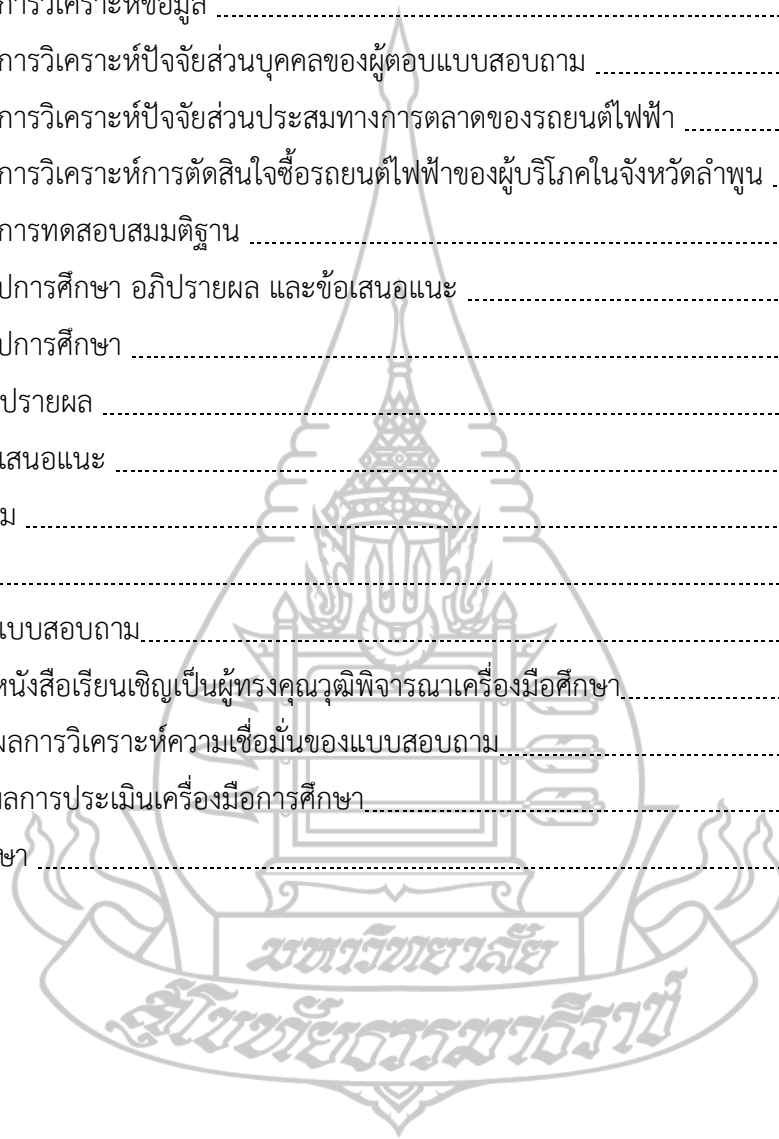 การวิเคราะห์ข้อมูล
การวิเคราะห์ปัจจัยส่วนบุคคลของผู้ตอบแบบสอบถาม
การวิเคราะห์ปัจจัยส่วนประสมทางการตลาดของรถยนต์ไฟฟ้า
การวิเคราะห์การตัดสินใจซื้อรถยนต์ไฟฟ้าของผู้บริโภคในจังหวัดลำพูน
การทดสอบสมมติฐาน
ปการศึกษา อภิปรายผล และข้อเสนอแนะ
ปการศึกษา
ปรายผล
เสนอแนะ
ม
แบบสอบถาม
หนังสือเรียนเชิญเป็นผู้ทรงคุณวุฒิพิจารณาเครื่องมือศึกษา
ผลการวิเคราะห์ความเชื่อมั่นของแบบสอบถาม
ผลการประเมินเครื่องมือการศึกษา
ษา
มหาวิทยาลัย
สุโขทัยธรรมาธิราช